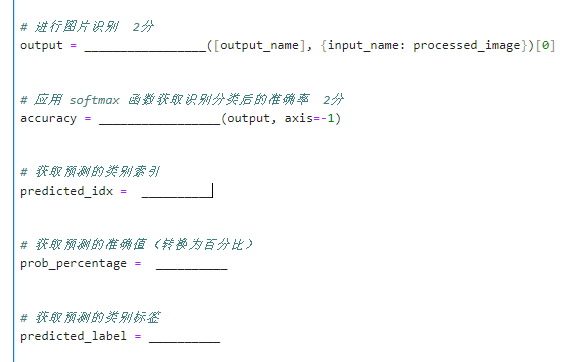 # 进行图片识别  2分
output = _________________([output_name], {input_name: processed_image})[0]
# 应用 softmax 函数获取识别分类后的准确率  2分
accuracy = _________________(output, axis=-1)
# 获取预测的类别索引
predicted_idx =  __________
# 获取预测的准确值（转换为百分比）
prob_percentage =  __________
# 获取预测的类别标签
predicted_label = __________